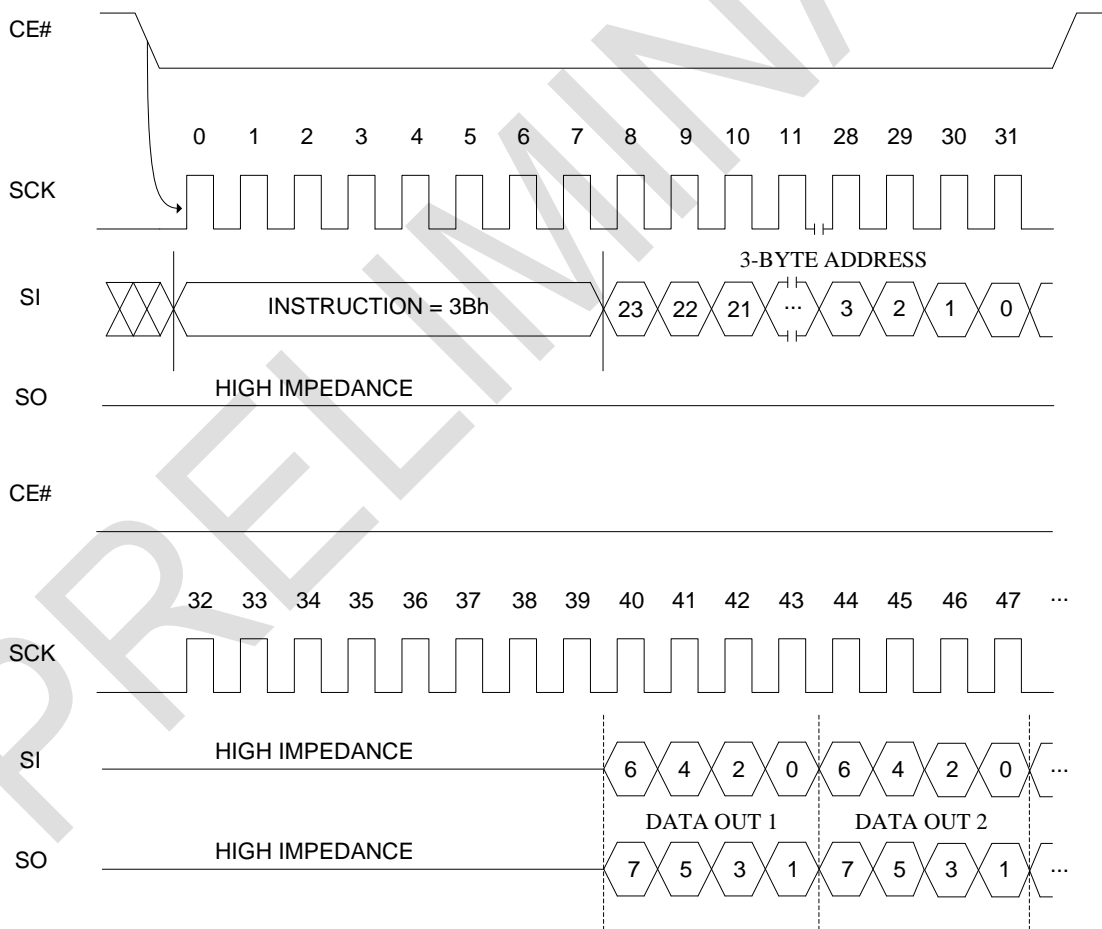 CE#
0 1 2 3 4 5 6 7 8 9 10 11 28 29 30 31
SCK
3-BYTE ADDRESS
SI
INSTRUCTION = 3Bh
23 22 21 ... 3 2 1 0
HIGH IMPEDANCE
SO
CE#
32 33 34 35 36 37 38 39 40 41 42 43 44 45 46 47 ...
SCK
SI
HIGH IMPEDANCE
6 4 2 0 6 4 2 0 ...
DATA OUT 1 DATA OUT 2
SO
HIGH IMPEDANCE
7 5 3 1 7 5 3 1 ...